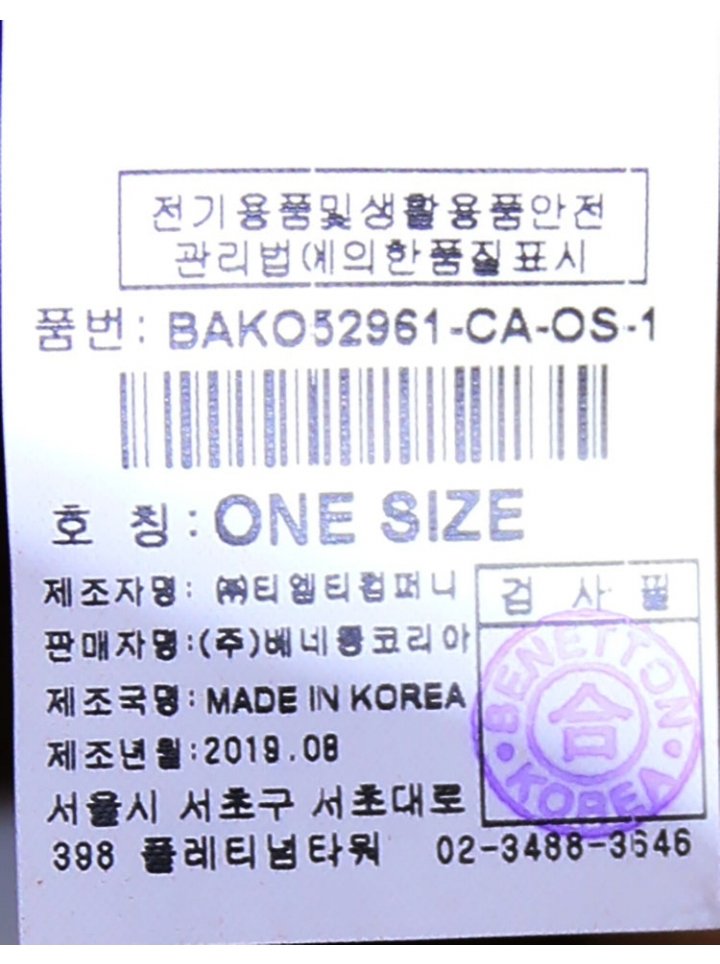 전기용품및생활용품안전
관리법에의한품질표시
품번: BAKO52961-CA-OS-1
호 칭:ONE SIZE
제조자명: ㈜티엠티컴퍼니
판매자명:(주)베네통코리아
제조국명:MADE IN KOREA
제조년월:2019.08
검 사 필
BENETTON
合
KOREA
서울시 서초구 서초대로
398 플레티넘타워 02-3488-3646